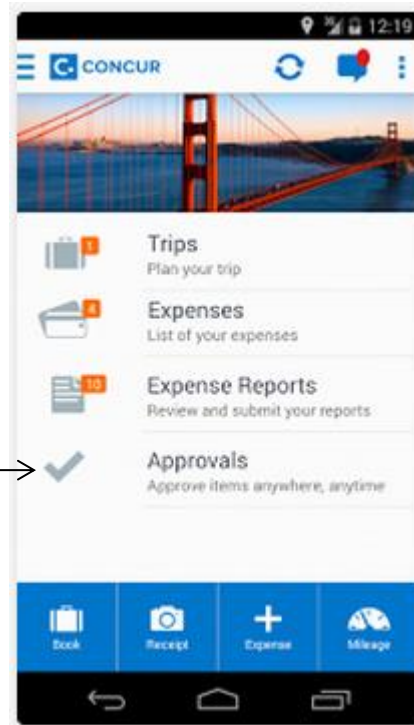 12:19
C. CONCUR
Trips
1
Plan your trip
Expenses
4
List of your expenses
Expense Reports
10
Review and submit your reports
Approvals
Approve items anywhere, anytime
Book Receipt Expense Mileage